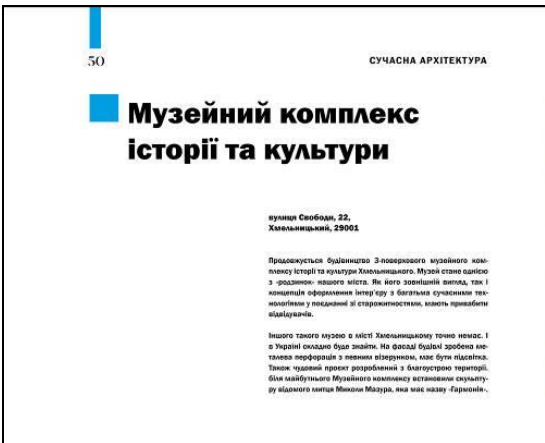 50
СУЧАСНА АРХІТЕКТУРА
Музейний комплекс
історії та культури
вулиця Свободи, 22,
Хмельницький, 29001
Продовжується будівництво 3-поверхового музейного ком-
плексу історії та культури Хмельницького. Музей стане однією
з «родзинок» нашого міста. Як його зовнішній вигляд, так і
концепція оформлення інтер'єру з багатьма сучасними тех-
нологіями у поєднанні зі старожитностями, мають привабити
відвідувачів.
Іншого такого музею в місті Хмельницькому точно немає. І
в Україні складно буде знайти. На фасаді будівлі зроблена ме-
талева перфорація з певним візерунком, має бути підсвітка.
Також чудовий проєкт розроблений з благоустрою території.
біля майбутнього Музейного комплексу встановили скульпту-
ру відомого митця Миколи Мазура, яка має назву «Гармонія».